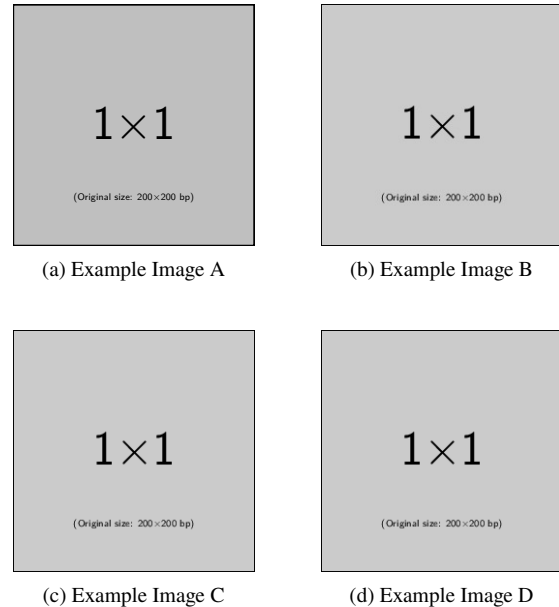 1×1
(Original size: 200×200 bp)
(a) Example Image A
1×1
(Original size: 200×200 bp)
(b) Example Image B
1×1
(Original size: 200×200 bp)
(c) Example Image C
1×1
(Original size: 200×200 bp)
(d) Example Image D